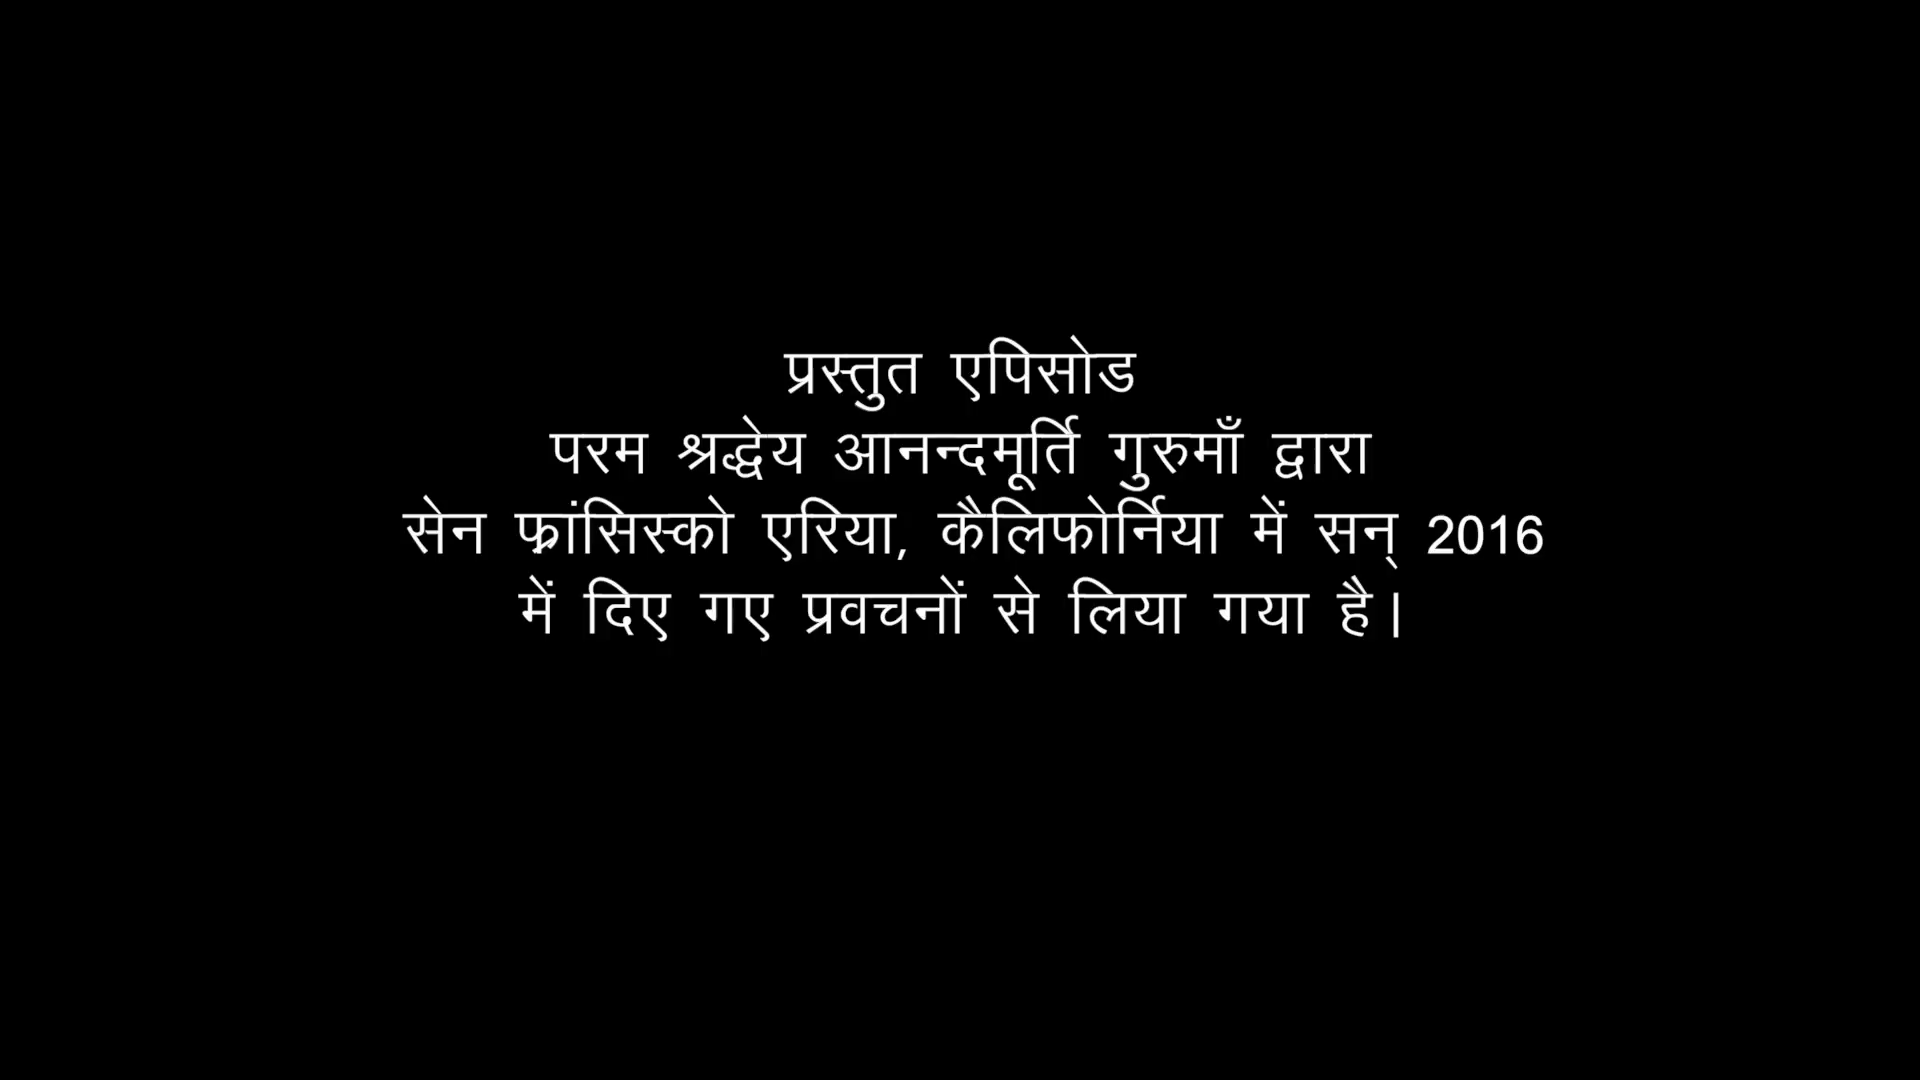 प्रस्तुत एपिसोड
परम श्रद्धेय आनन्दमूर्ति गुरुमाँ द्वारा
सेन फ्रांसिस्को एरिया, कैलिफोर्निया में सन् 2016
में दिए गए प्रवचनों से लिया गया है।